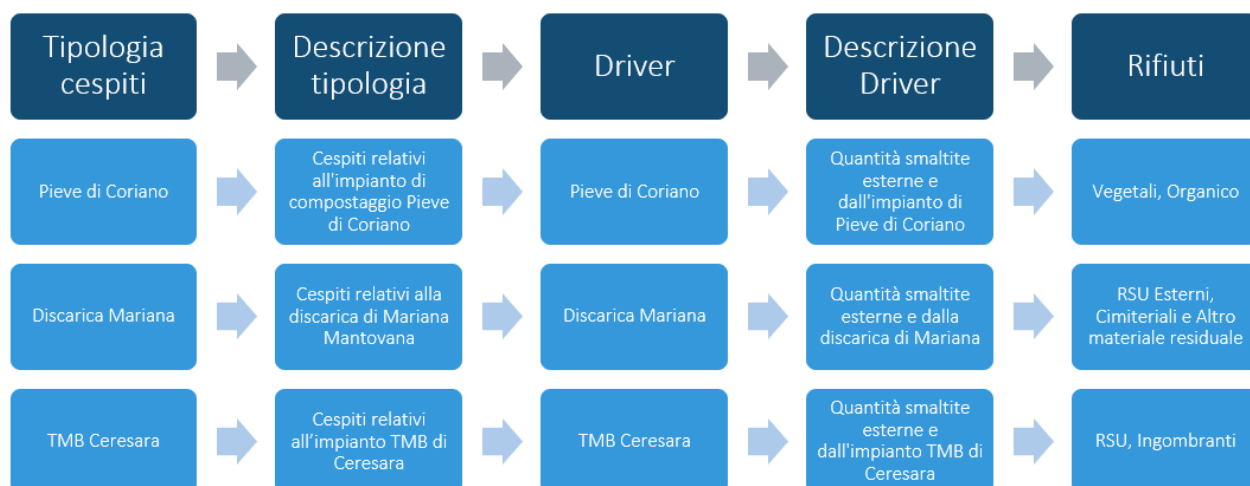 Tipologia
cespiti
Descrizione
tipologia
Driver
Descrizione
Driver
Rifiuti
Pieve di Coriano
Cespiti relativi
all'impianto di
compostaggio Pieve
di Coriano
Pieve di Coriano
Quantità smaltite
esterne e
dall'impianto di
Pieve di Coriano
Vegetali, Organico
Discarica Mariana
Cespiti relativi alla
discarica di Mariana
Mantovana
Discarica Mariana
Quantità smaltite
esterne e dalla
discarica di Mariana
RSU Esterni,
Cimiteriali e Altro
materiale residuale
TMB Ceresara
Cespiti relativi
all’impianto TMB di
Ceresara
TMB Ceresara
Quantità smaltite
esterne e
dall'impianto TMB di
Ceresara
RSU, Ingombranti